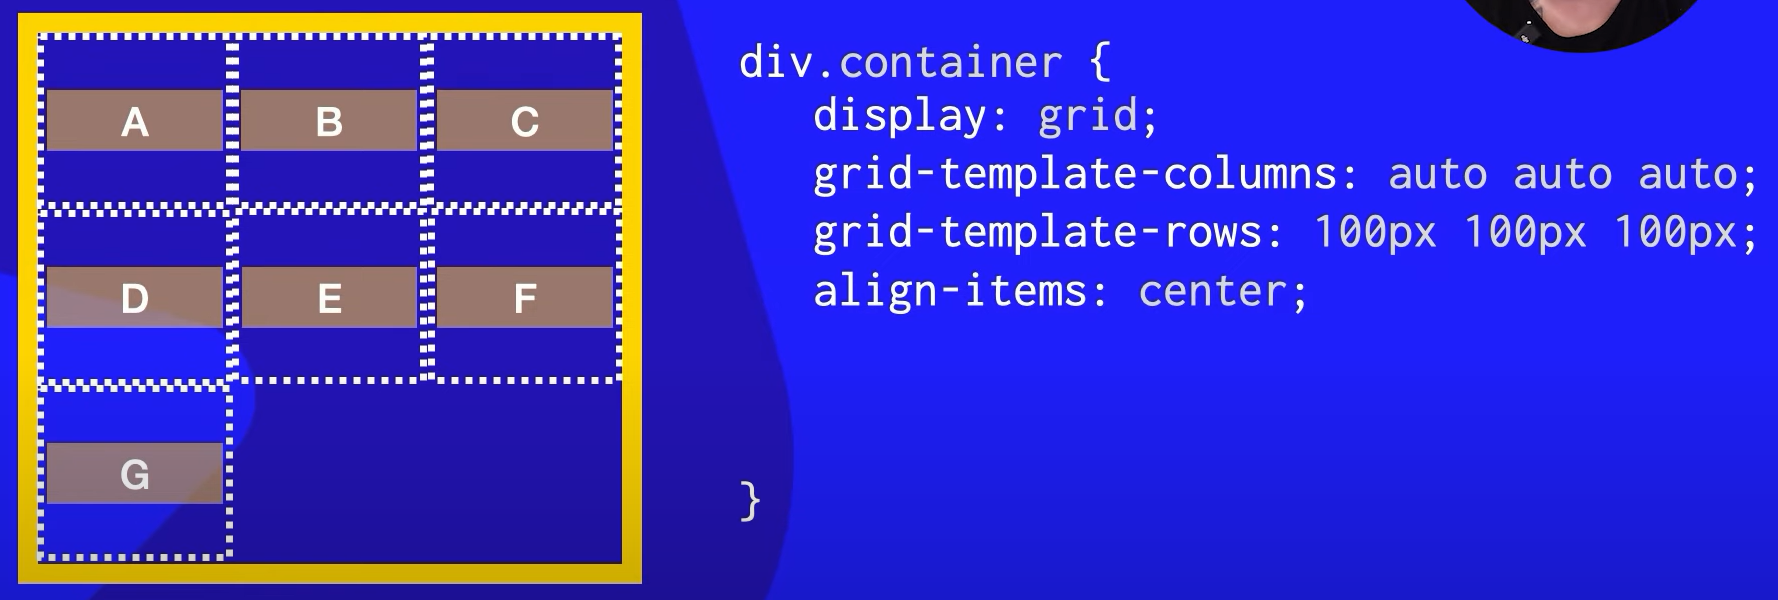 A B C
D E F
G
div.container {
display: grid;
grid-template-columns: auto auto auto;
grid-template-rows: 100px 100px 100px;
align-items: center;
}